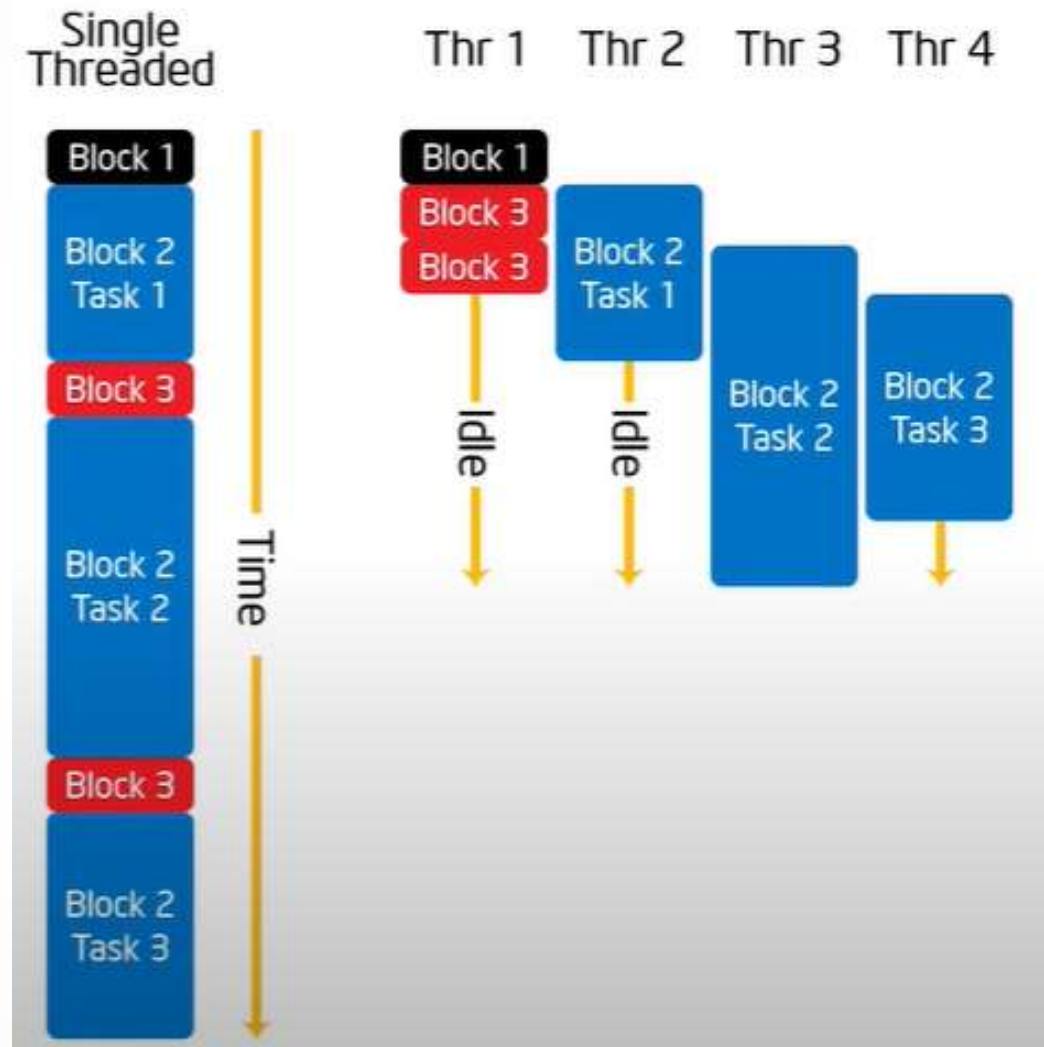 Single
Threaded
Thr 1 Thr 2 Thr 3 Thr 4
Block 1
Block 2
Task 1
Block 3
Block 2
Task 2
Block 3
Block 2
Task 3
Time
Block 1
Block 3
Block 3
Idle
Block 2
Task 1
Idle
Block 2
Task 2
Block 2
Task 3